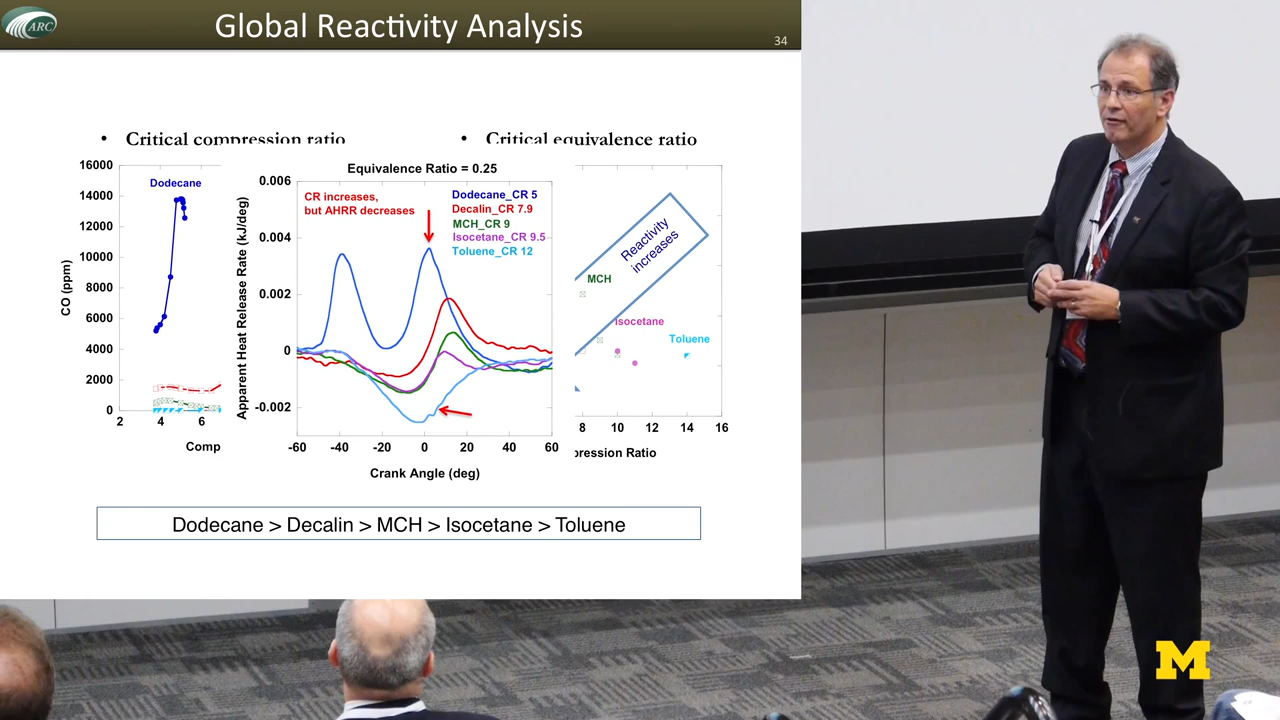 ARC
Global Reactivity Analysis
34
• Critical compression ratio
• Critical equivalence ratio
16000
14000
12000
10000
8000
6000
4000
2000
0
CO (ppm)
Dodecane
2
4
6
Comp
Equivalence Ratio = 0.25
0.006
0.004
0.002
0
-0.002
Apparent Heat Release Rate (kJ/deg)
CR increases,
but AHRR decreases
Dodecane_CR 5
Decalin_CR 7.9
MCH_CR 9
Isocetane_CR 9.5
Toluene_CR 12
-60
-40
-20
0
20
40
60
Crank Angle (deg)
Reactivity
increases
MCH
Isocetane
Toluene
8
10
12
14
16
pression Ratio
Dodecane > Decalin > MCH > Isocetane > Toluene
M